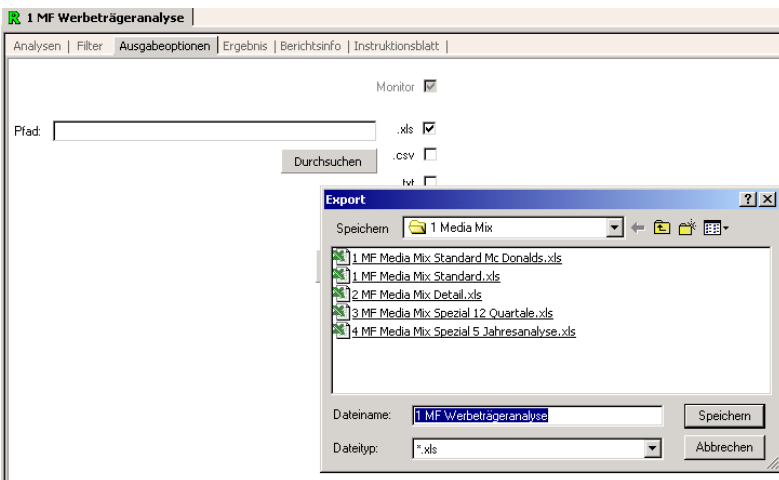 R 1 MF Werbeträgeranalyse
Analysen | Filter Ausgabeoptionen Ergebnis | Berichtsinfo | Instruktionsblatt |
Monitor
Pfad: .xls
Durchsuchen .csv
.txt
Export
Speichern 1 Media Mix
1 MF Media Mix Standard Mc Donalds.xls
1 MF Media Mix Standard.xls
2 MF Media Mix Detail.xls
3 MF Media Mix Spezial 12 Quartale.xls
4 MF Media Mix Spezial 5 Jahresanalyse.xls
Dateiname: 1 MF Werbeträgeranalyse Speichern
Dateityp: *.xls Abbrechen